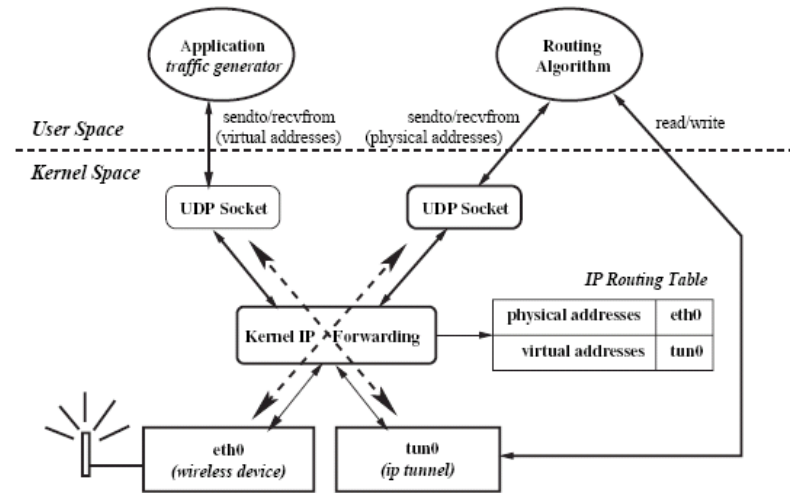 Application
traffic generator
Routing
Algorithm
sendto/recvfrom
(virtual addresses)
sendto/recvfrom
(physical addresses)
read/write
User Space
Kernel Space
UDP Socket
UDP Socket
IP Routing Table
physical addresses eth0
virtual addresses tun0
Kernel IP Forwarding
eth0
(wireless device)
tun0
(ip tunnel)